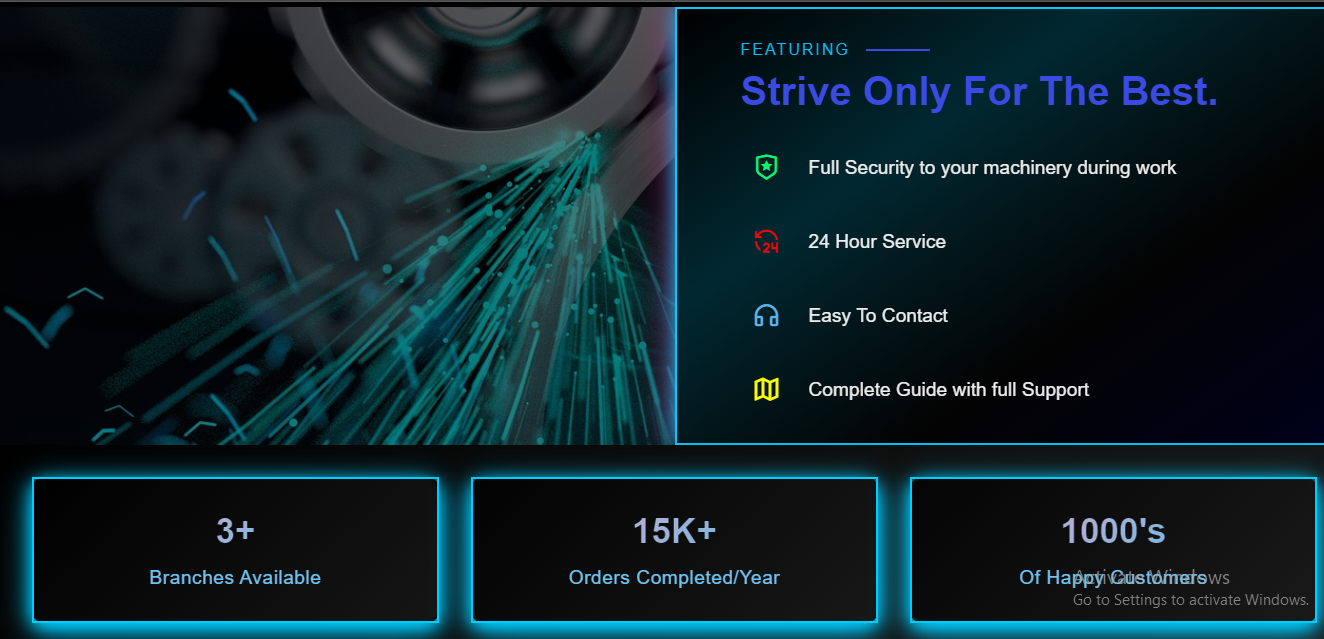 FEATURING
Strive Only For The Best.
Full Security to your machinery during work
24
24 Hour Service
Easy To Contact
Complete Guide with full Support
3+
Branches Available
15K+
Orders Completed/Year
1000's
Of Happy Customers
Activate Windows
Go to Settings to activate Windows.